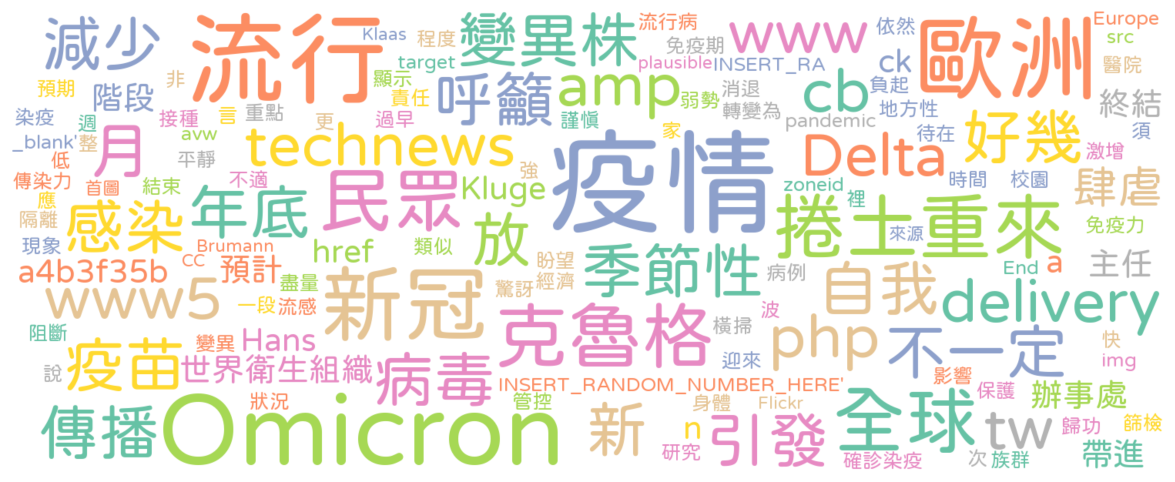 減少
流行
Klaas
程度
變異株
流行病
免疫期
www
依然
歐洲
Europe
src
醫院
預期
階段
非
顯示
target
責任
呼籲
plausible
INSERT_RA
amp
弱勢
消退
轉變為
cb
ck
負起
地方性
終結
染疫
週
接種
言
重點
更
過早
謹慎
家
pandemic
待在
好幾
須
激增
_blank'
整
月
avw
平靜
technews
低
傳染力
首圖
結束
不適
民眾
強
Kluge
疫情
Delta
zoneid
裡
時間
校園
肆虐
應
隔離
感染
年底
放
捲土重來
免疫力
現象
Brumann
CC
href
類似
盼望
經濟
季節性
來源
病例
End
a
主任
a4b3f35b
預計
盡量
驚訝
www5
一段
流感
新冠
克魯格
橫掃
波
自我
delivery
阻斷
變異
Hans
php
不一定
快
說
疫苗
世界衛生組織
病毒
迎來
影響
img
INSERT_RANDOM_NUMBER_HERE'
狀況
管控
身體
Flickr
保護
辦事處
傳播
Omicron
新
n
研究
引發
全球
確診染疫
tw
次
族群
歸功
篩檢
帶進